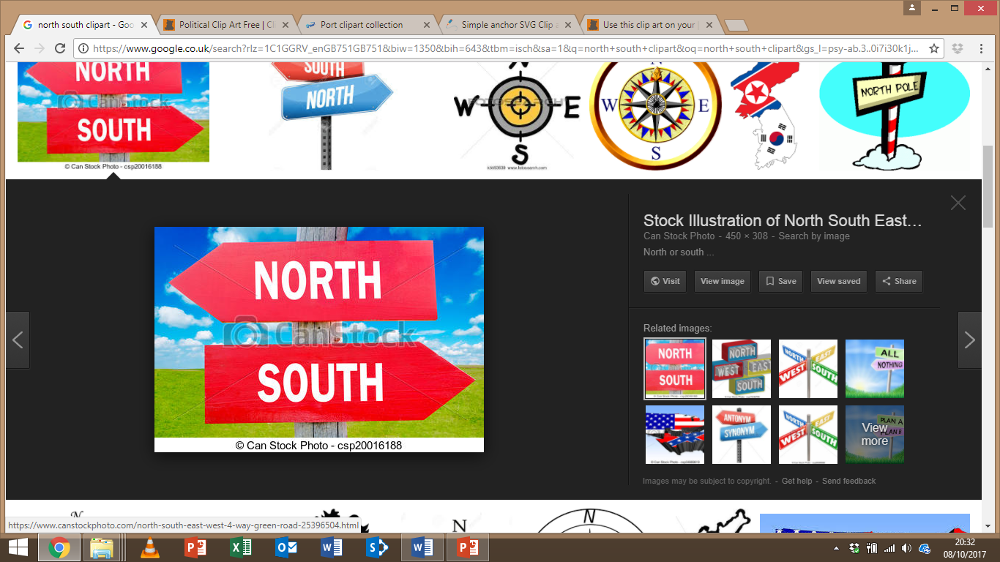 north south clipart - Goo
Political Clip Art Free | Cl
Port clipart collection
Simple anchor SVG Clip a
Use this clip art on your
https://www.google.co.uk/search?rlz=1C1GGRV_enGB751GB751&biw=1350&bih=643&tbm=isch&sa=1&q=north+south+clipart&oq=north+south+clipart&gs_l=psy-ab.3..0i7i30k1j...
NORTH
SOUTH
CanStock
© Can Stock Photo - csp20016188
SOUTH
NORTH
N
W E
S
www.fotosearch.com
N
W E
S
NORTH POLE
NORTH
CanStock
SOUTH
© Can Stock Photo - csp20016188
Stock Illustration of North South East…
Can Stock Photo - 450 × 308 - Search by image
North or south ...
Visit
View image
Save
View saved
Share
Related images:
NORTH
SOUTH
NORTH
WEST
EAST
SOUTH
NORTH
EAST
WEST
SOUTH
ALL
NOTHING
ANTONYM
SYNONYM
NORTH
EAST
WEST
SOUTH
PLAN A
PLAN B
View
more
Images may be subject to copyright. - Get help - Send feedback
N
N
N
https://www.canstockphoto.com/north-south-east-west-4-way-green-road-25396504.html
20:32
08/10/2017